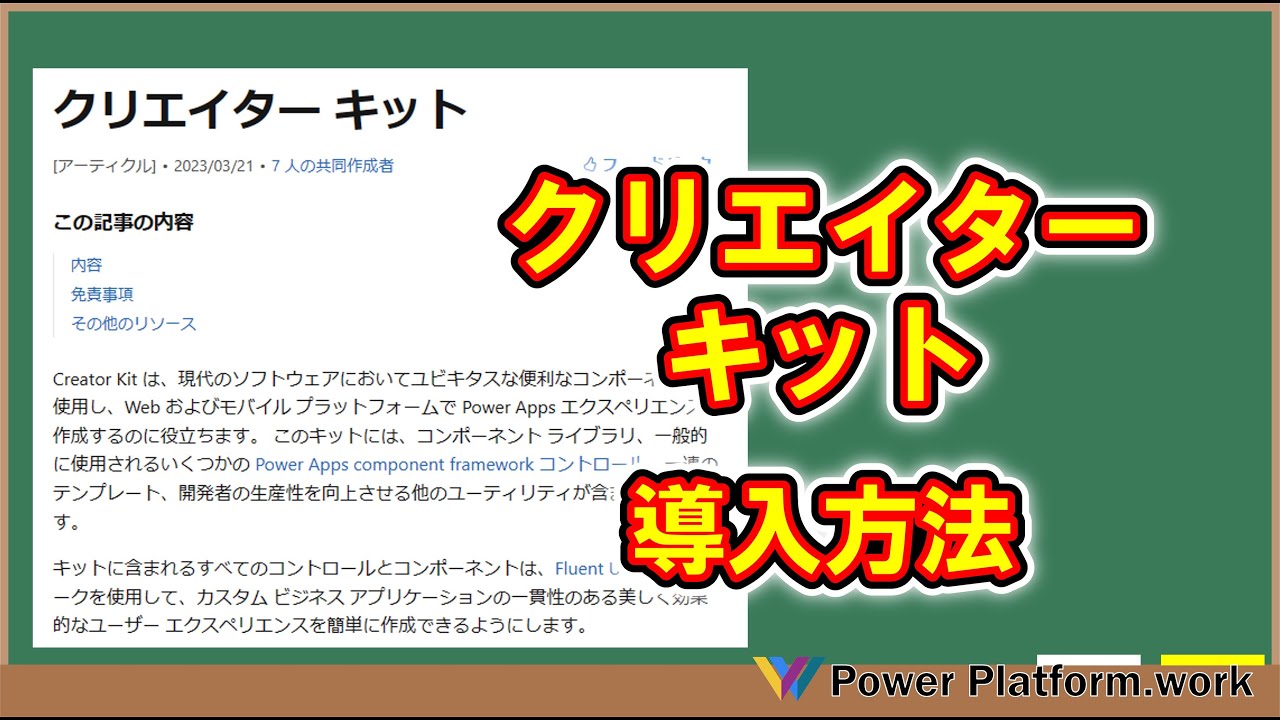 クリエイター キット
[アーティクル] • 2023/03/21 • 7 人の共同作成者
この記事の内容
内容
免責事項
その他のリソース
Creator Kit は、現代のソフトウェアにおいてユビキタスな便利なコンポーネ
使用し、Web およびモバイル プラットフォームで Power Apps エクスペリエンス
作成するのに役立ちます。 このキットには、コンポーネント ライブラリ、一般的
に使用されるいくつかの Power Apps component framework コントロール、一連の
テンプレート、開発者の生産性を向上させる他のユーティリティが含ま
す。
キットに含まれるすべてのコントロールとコンポーネントは、Fluent U
ークを使用して、カスタム ビジネス アプリケーションの一貫性のある美しく効果
的なユーザー エクスペリエンスを簡単に作成できるようにします。
クリエイター
キット
導入方法
Power Platform.work